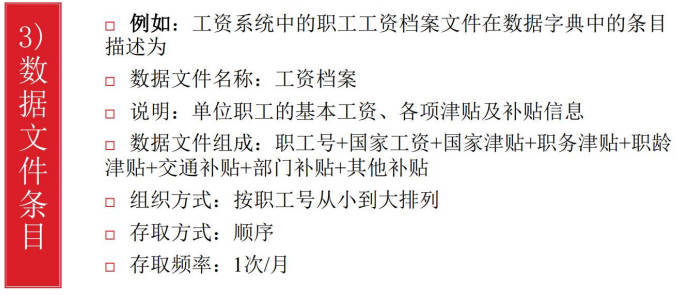 3)数据文件条目
□ 例如：工资系统中的职工工资档案文件在数据字典中的条目
描述为
□ 数据文件名称：工资档案
□ 说明：单位职工的基本工资、各项津贴及补贴信息
□ 数据文件组成：职工号+国家工资+国家津贴+职务津贴+职龄
津贴+交通补贴+部门补贴+其他补贴
□ 组织方式：按职工号从小到大排列
□ 存取方式：顺序
□ 存取频率：1次/月